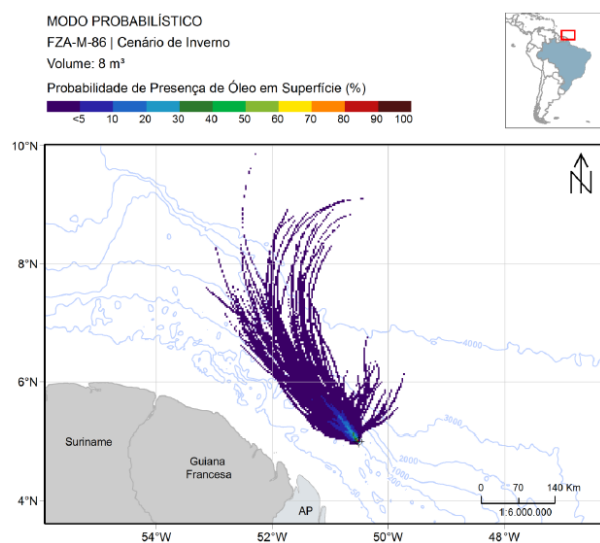 MODO PROBABILÍSTICO
FZA-M-86 | Cenário de Inverno
Volume: 8 m³
Probabilidade de Presença de Óleo em Superfície (%)
<5 10 20 30 40 50 60 70 80 90 100
10°N
N
8°N
4000
6°N
3000
Suriname
Guiana
Francesa
2000
1000
100
0 70 140 Km
1:6.000.000
AP
4°N
54°W 52°W 50°W 48°W